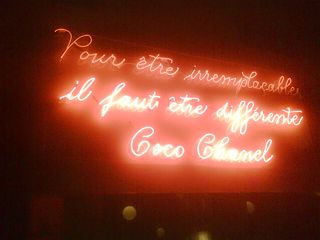 Pour être irremplaçable,
il faut être différente
Coco Chanel